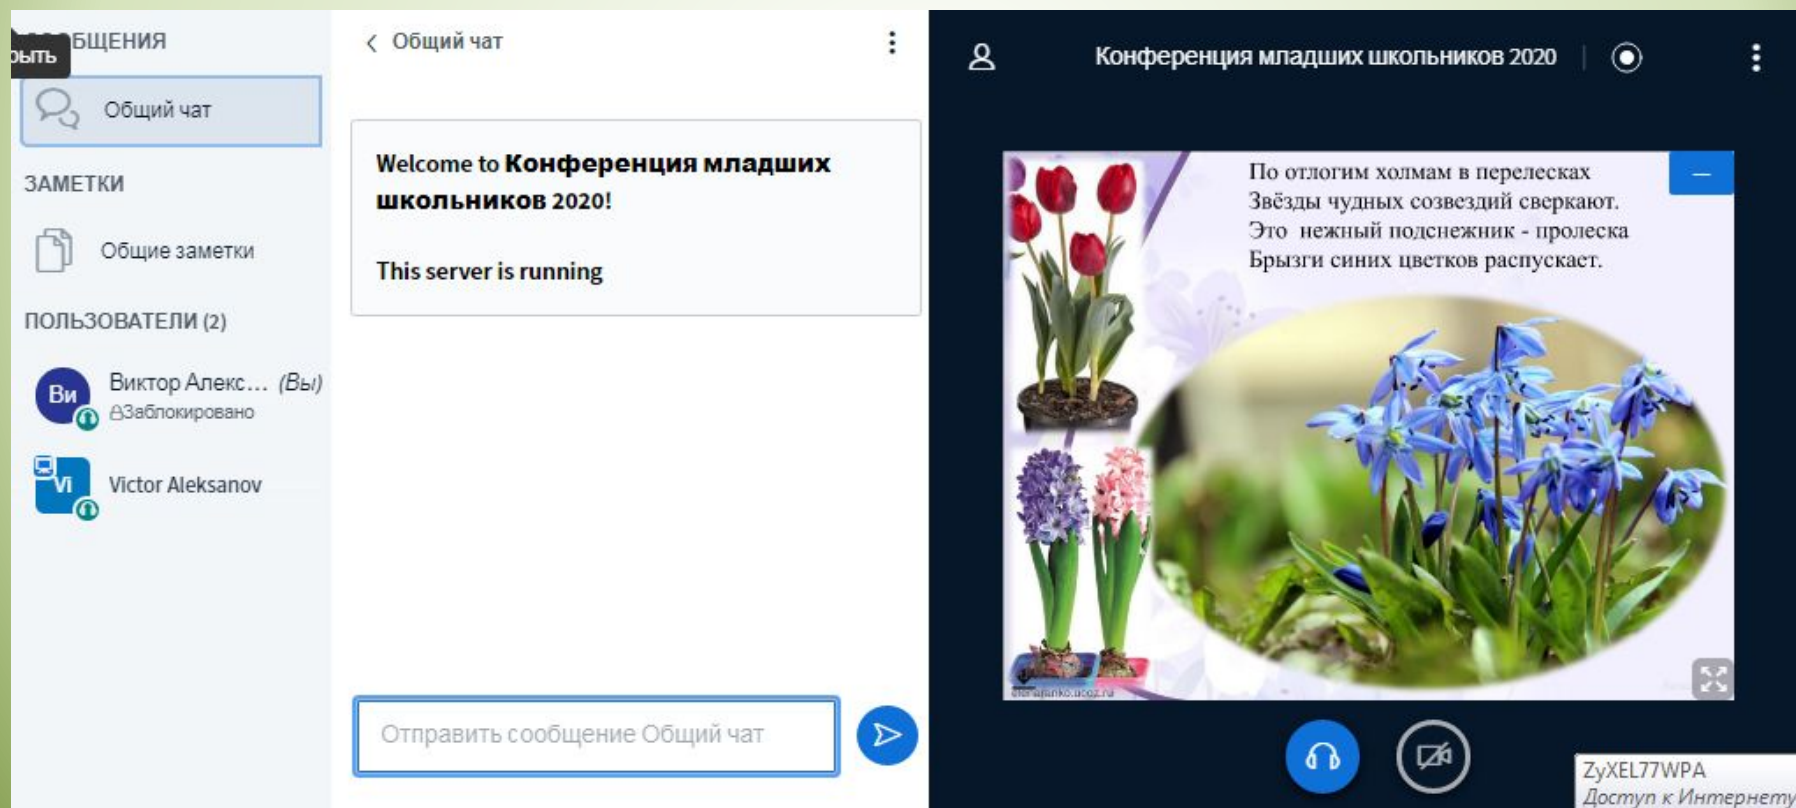 БЩЕНИЯ
ЫТЬ
Общий чат
ЗАМЕТКИ
Общие заметки
ПОЛЬЗОВАТЕЛИ (2)
Ви
Виктор Алекс... (Вы)
Заблокировано
Vi
Victor Aleksanov
Общий чат
Welcome to Конференция младших
школьников 2020!
This server is running
Отправить сообщение Общий чат
Конференция младших школьников 2020
По отлогим холмам в перелесках
Звёзды чудных созвездий сверкают.
Это нежный подснежник - пролеска
Брызги синих цветков распускает.
ZyXEL77WPA
Доступ к Интернету